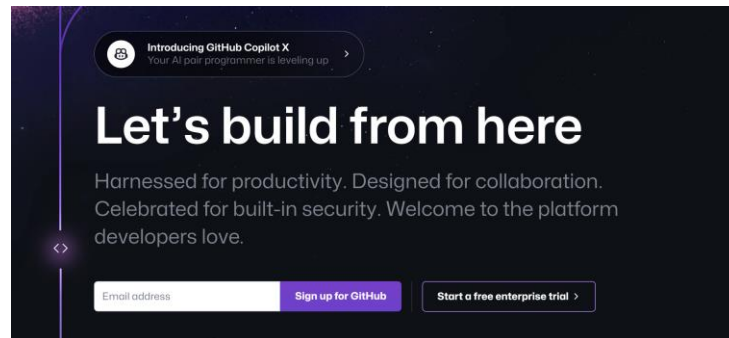 Introducing GitHub Copilot X
Your AI pair programmer is leveling up
Let’s build from here
Harnessed for productivity. Designed for collaboration.
Celebrated for built-in security. Welcome to the platform
developers love.
Email address
Sign up for GitHub
Start a free enterprise trial